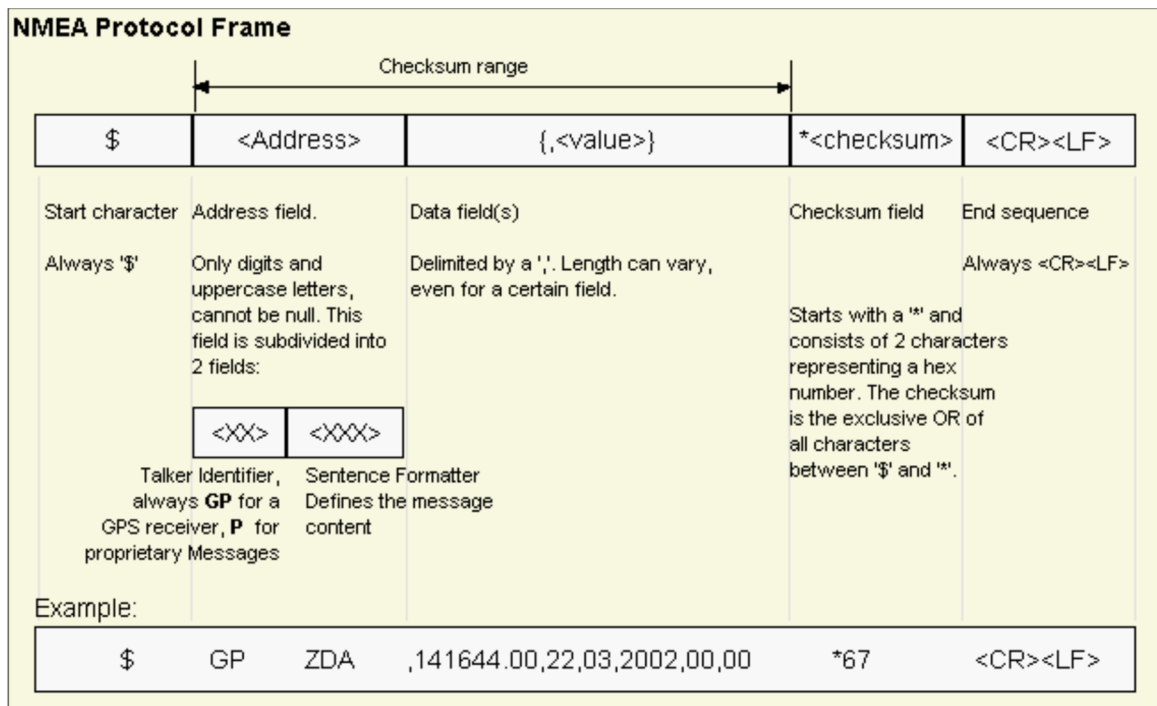 NMEA Protocol Frame
Checksum range
$ <Address> {,<value>} *<checksum> <CR><LF>
Start character
Always '$'
Address field.
Only digits and
uppercase letters,
cannot be null. This
field is subdivided into
2 fields:
<XX> <XXX>
Talker Identifier,
always GP for a
GPS receiver, P for
proprietary Messages
Sentence Formatter
Defines the message
content
Data field(s)
Delimited by a ','. Length can vary,
even for a certain field.
Checksum field
Starts with a '*' and
consists of 2 characters
representing a hex
number. The checksum
is the exclusive OR of
all characters
between '$' and '*'.
End sequence
Always <CR><LF>
Example:
$ GP ZDA ,141644.00,22,03,2002,00,00 *67 <CR><LF>